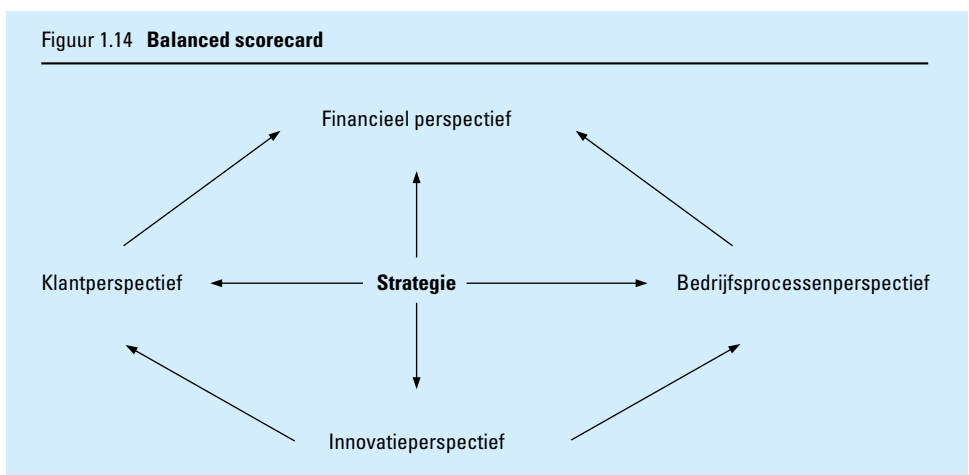 Figuur 1.14 Balanced scorecard
Financieel perspectief
Klantperspectief
Strategie
Bedrijfsprocessenperspectief
Innovatieperspectief